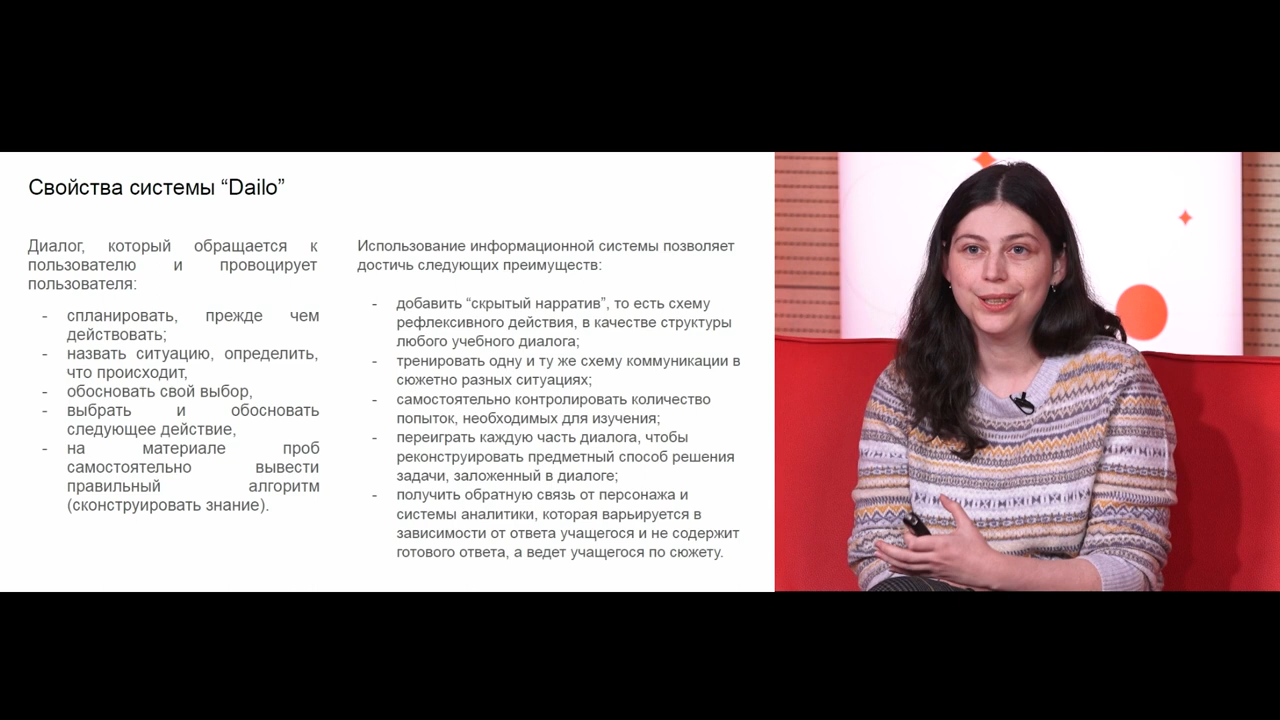 Свойства системы “Dailo”
Диалог, который обращается к
пользователю и провоцирует
пользователя:
- спланировать, прежде чем
действовать;
- назвать ситуацию, определить,
что происходит,
- обосновать свой выбор,
- выбрать и обосновать
следующее действие,
- на материале проб
самостоятельно вывести
правильный алгоритм
(сконструировать знание).
Использование информационной системы позволяет
достичь следующих преимуществ:
- добавить “скрытый нарратив”, то есть схему
рефлексивного действия, в качестве структуры
любого учебного диалога;
- тренировать одну и ту же схему коммуникации в
сюжетно разных ситуациях;
- самостоятельно контролировать количество
попыток, необходимых для изучения;
- переиграть каждую часть диалога, чтобы
реконструировать предметный способ решения
задачи, заложенный в диалоге;
- получить обратную связь от персонажа и
системы аналитики, которая варьируется в
зависимости от ответа учащегося и не содержит
готового ответа, а ведет учащегося по сюжету.